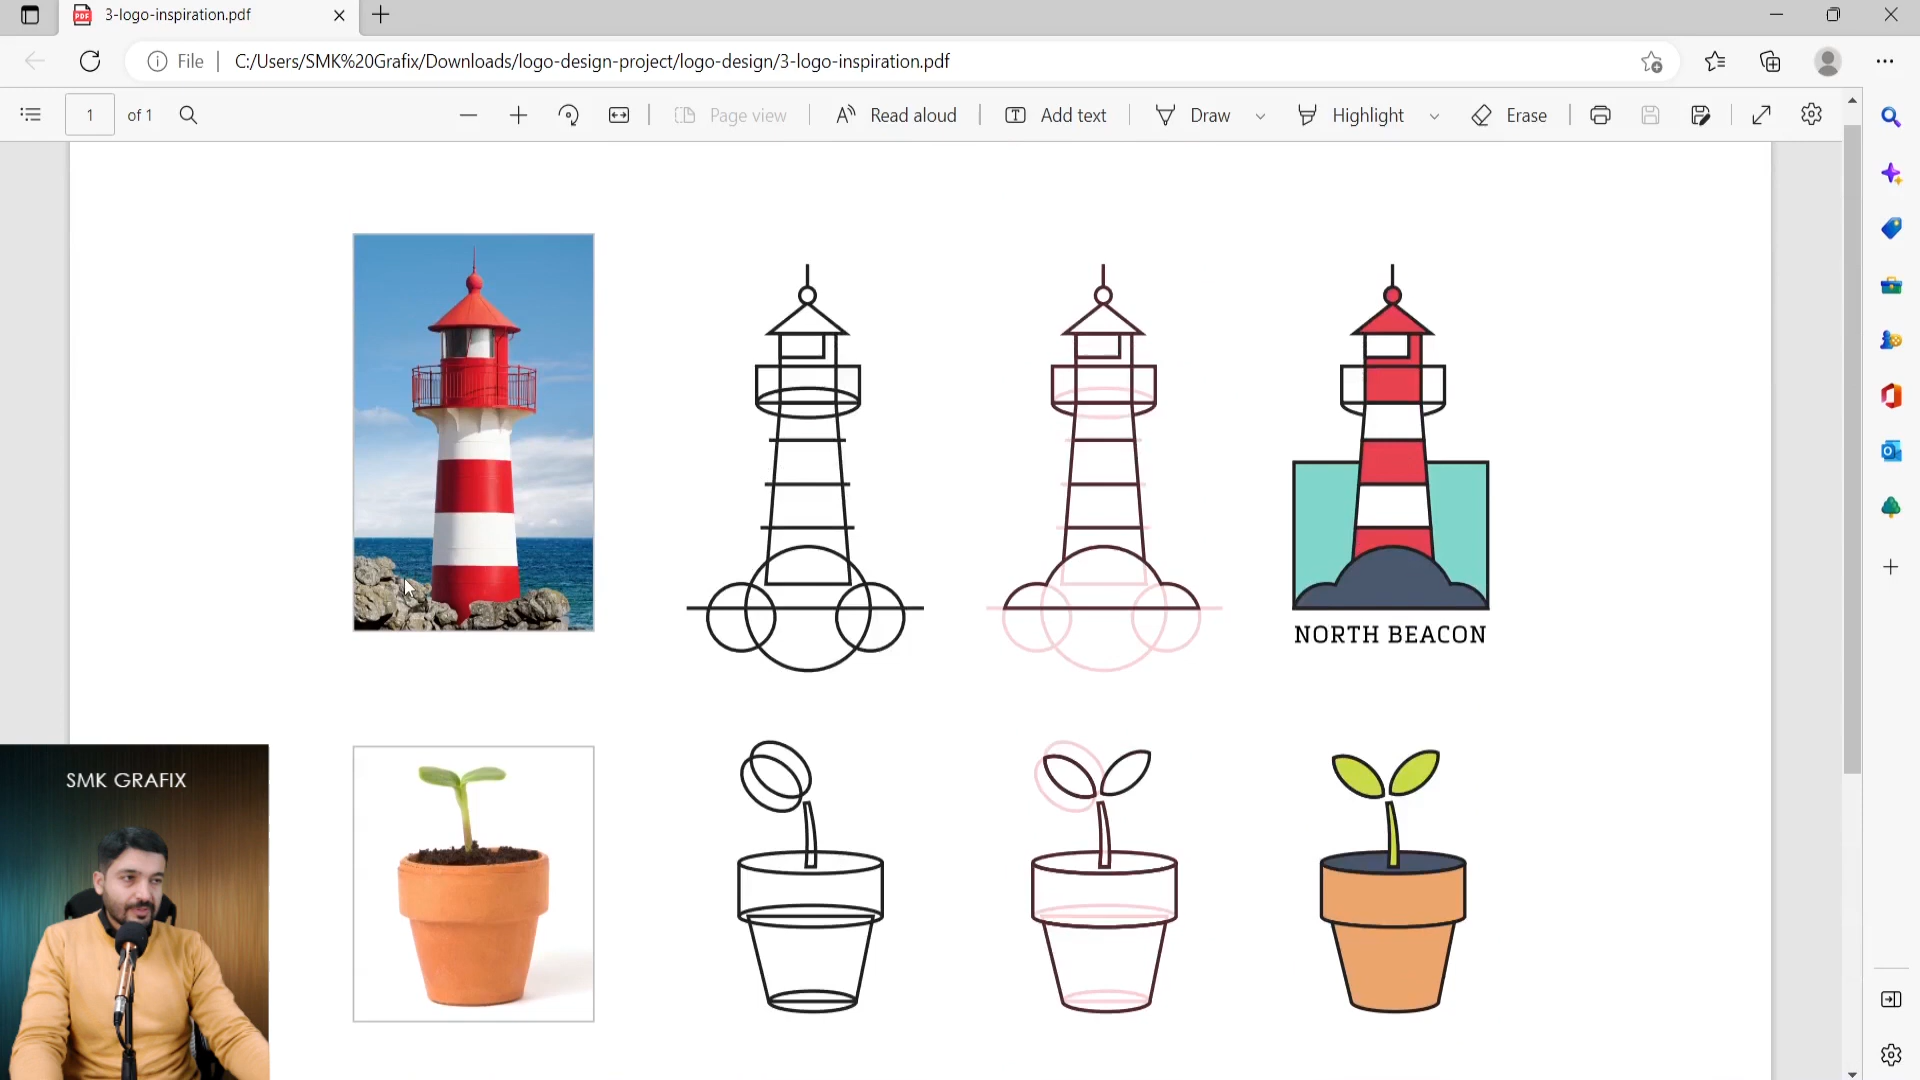 3-logo-inspiration.pdf
File
C:/Users/SMK%20Grafix/Downloads/logo-design-project/logo-design/3-logo-inspiration.pdf
1 of 1
Page view
Read aloud
Add text
Draw
Highlight
Erase
NORTH BEACON
SMK GRAFIX